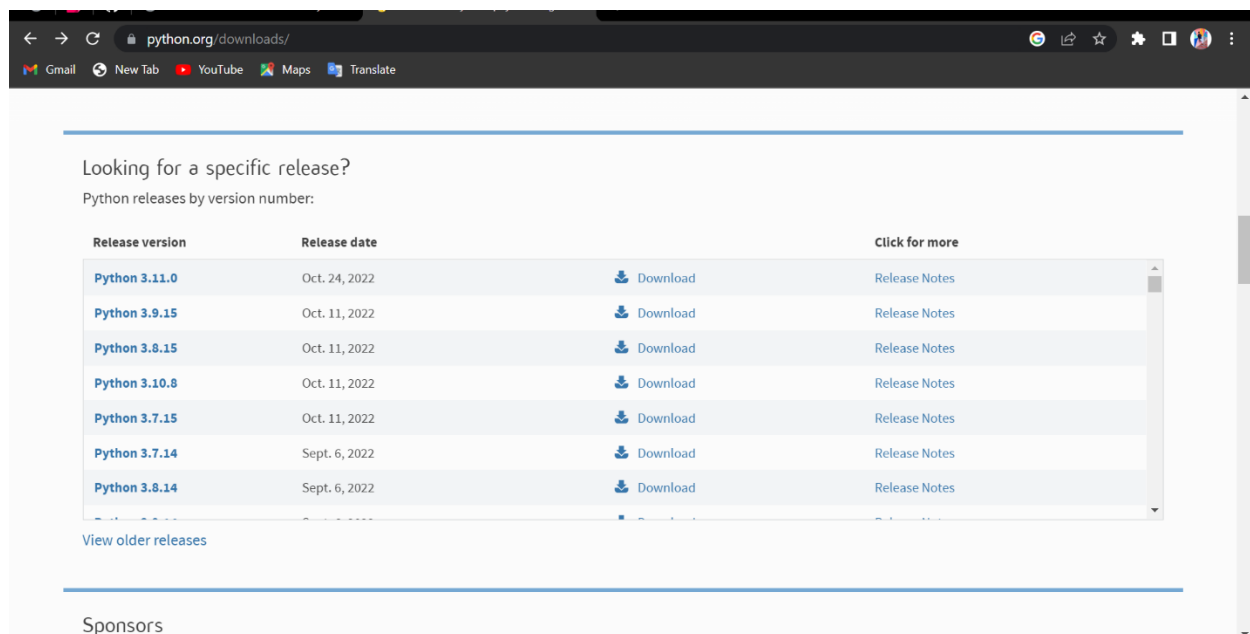 python.org/downloads/
Gmail New Tab YouTube Maps Translate
Looking for a specific release?
Python releases by version number:
Release version Release date Click for more
Python 3.11.0 Oct. 24, 2022 Download Release Notes
Python 3.9.15 Oct. 11, 2022 Download Release Notes
Python 3.8.15 Oct. 11, 2022 Download Release Notes
Python 3.10.8 Oct. 11, 2022 Download Release Notes
Python 3.7.15 Oct. 11, 2022 Download Release Notes
Python 3.7.14 Sept. 6, 2022 Download Release Notes
Python 3.8.14 Sept. 6, 2022 Download Release Notes
View older releases
Sponsors